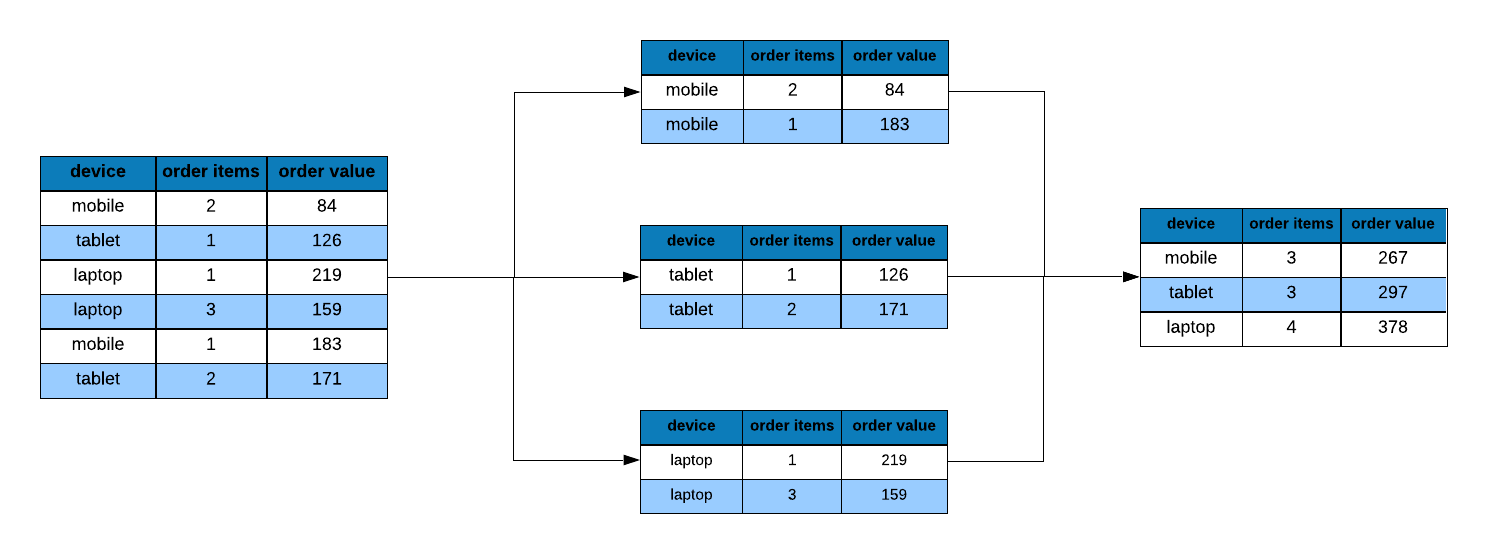 device order items order value
mobile 2 84
tablet 1 126
laptop 1 219
laptop 3 159
mobile 1 183
tablet 2 171
device order items order value
mobile 2 84
mobile 1 183
device order items order value
tablet 1 126
tablet 2 171
device order items order value
laptop 1 219
laptop 3 159
device order items order value
mobile 3 267
tablet 3 297
laptop 4 378